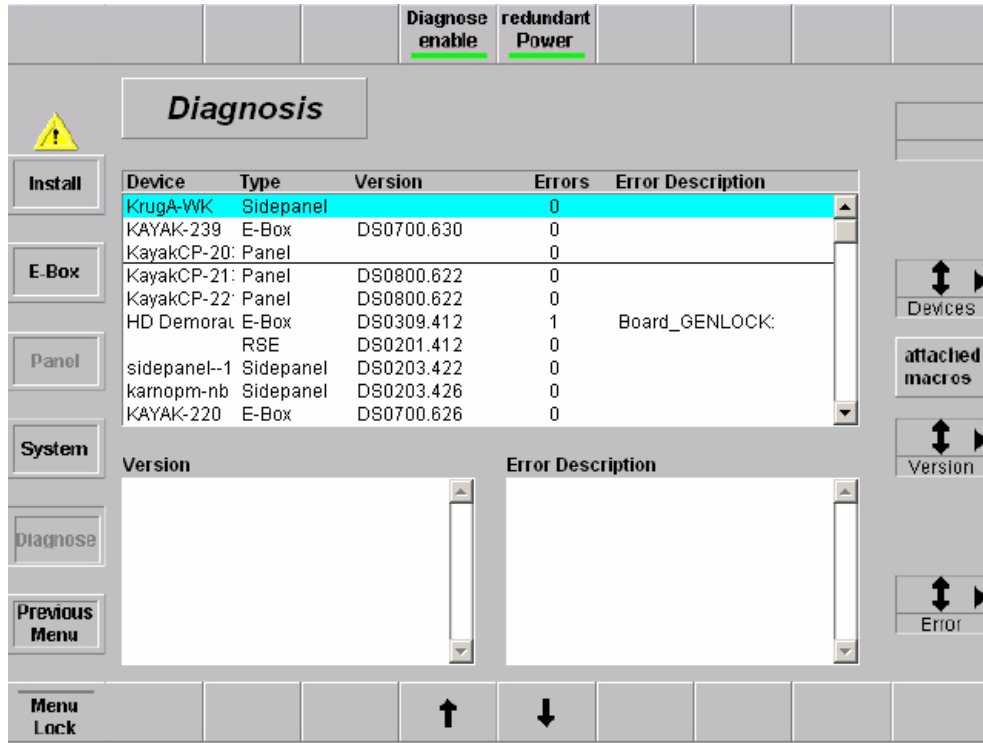 Diagnose redundant
enable Power
Diagnosis
Install
Device Type Version Errors Error Description
KrugA-WK Sidepanel 0
KAYAK-239 E-Box DS0700.630 0
KayakCP-20: Panel 0
E-Box
KayakCP-21: Panel DS0800.622 0
KayakCP-22 Panel DS0800.622 0
HD Demorau E-Box DS0309.412 1 Board_GENLOCK:
RSE DS0201.412 0
Devices
Panel
sidepanel--1 Sidepanel DS0203.422 0
karnopm-nb Sidepanel DS0203.426 0
KAYAK-220 E-Box DS0700.626 0
attached
macros
System
Version Error Description
Version
Diagnose
Previous
Menu
Error
Menu
Lock